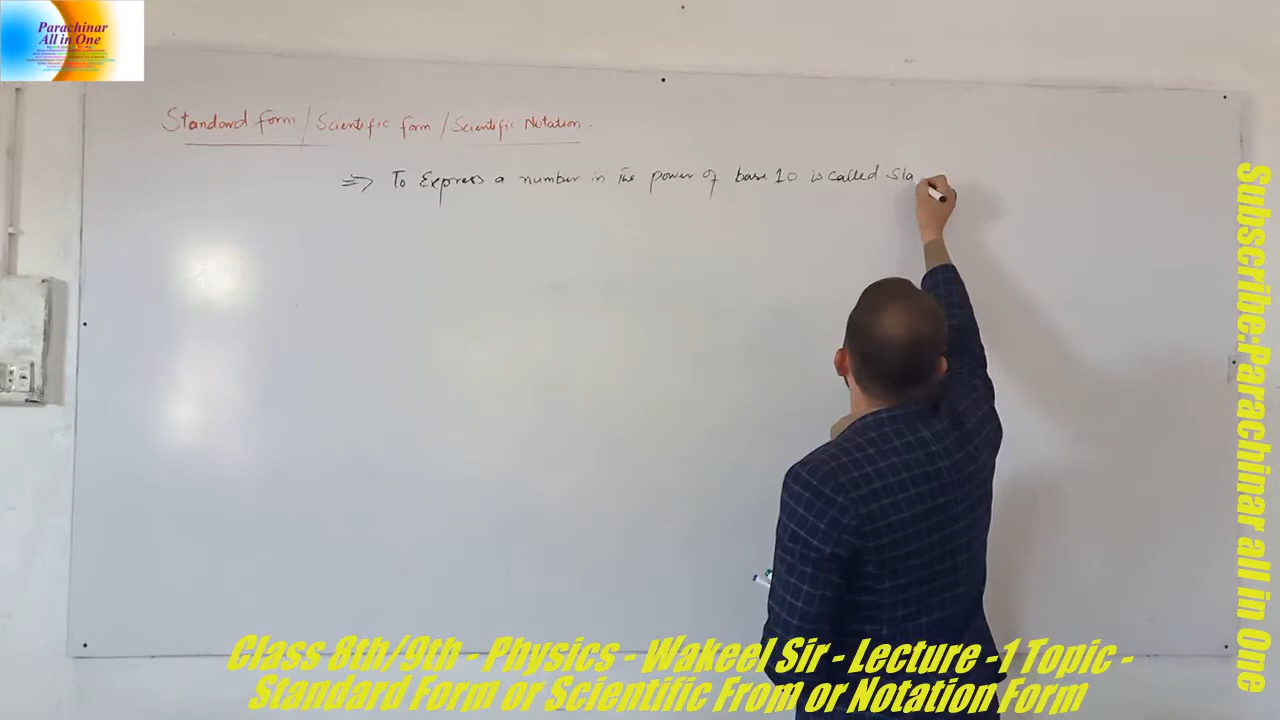 Parachinar
All in One
Standard form / Scientific form / Scientific Notation.
⇒ To Express a number in the power of base 10 is called Sta
Subscribe:Parachinar all in One
Class 8th/9th - Physics - Wakeel Sir - Lecture -1 Topic -
Standard Form or Scientific From or Notation Form